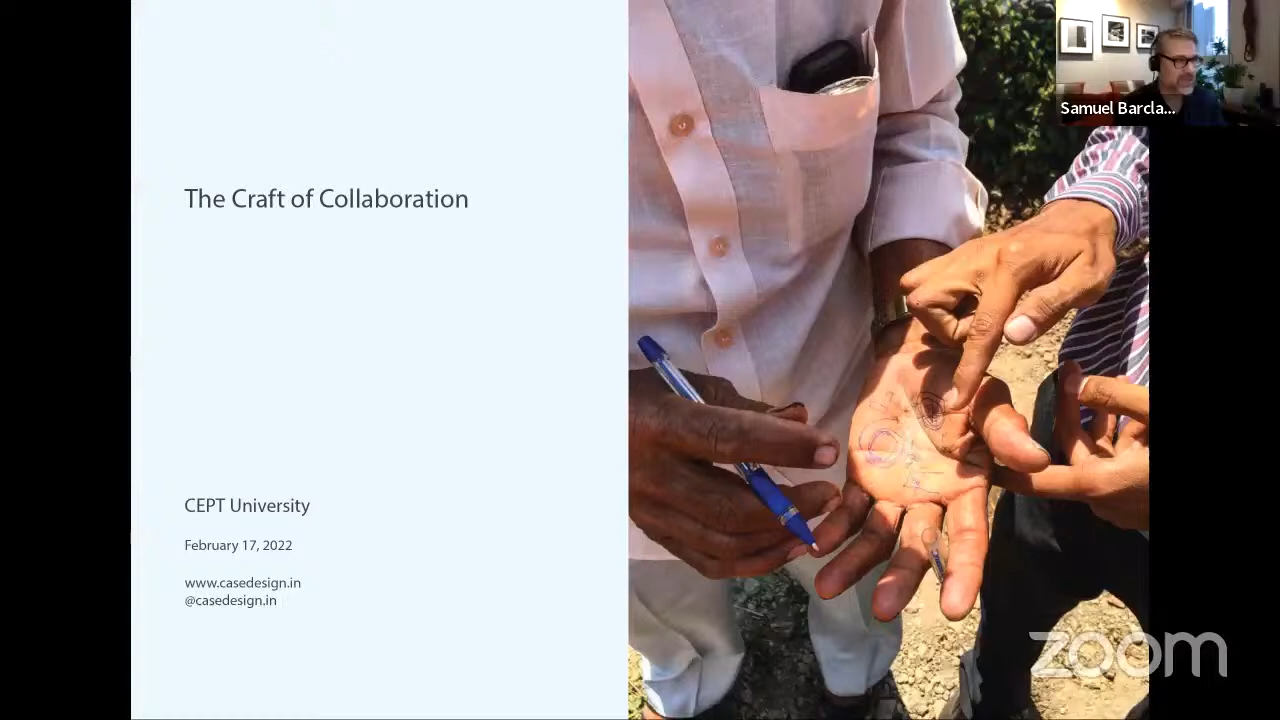 The Craft of Collaboration
CEPT University
February 17, 2022
www.casedesign.in
@casedesign.in
Samuel Barcla...
zoom